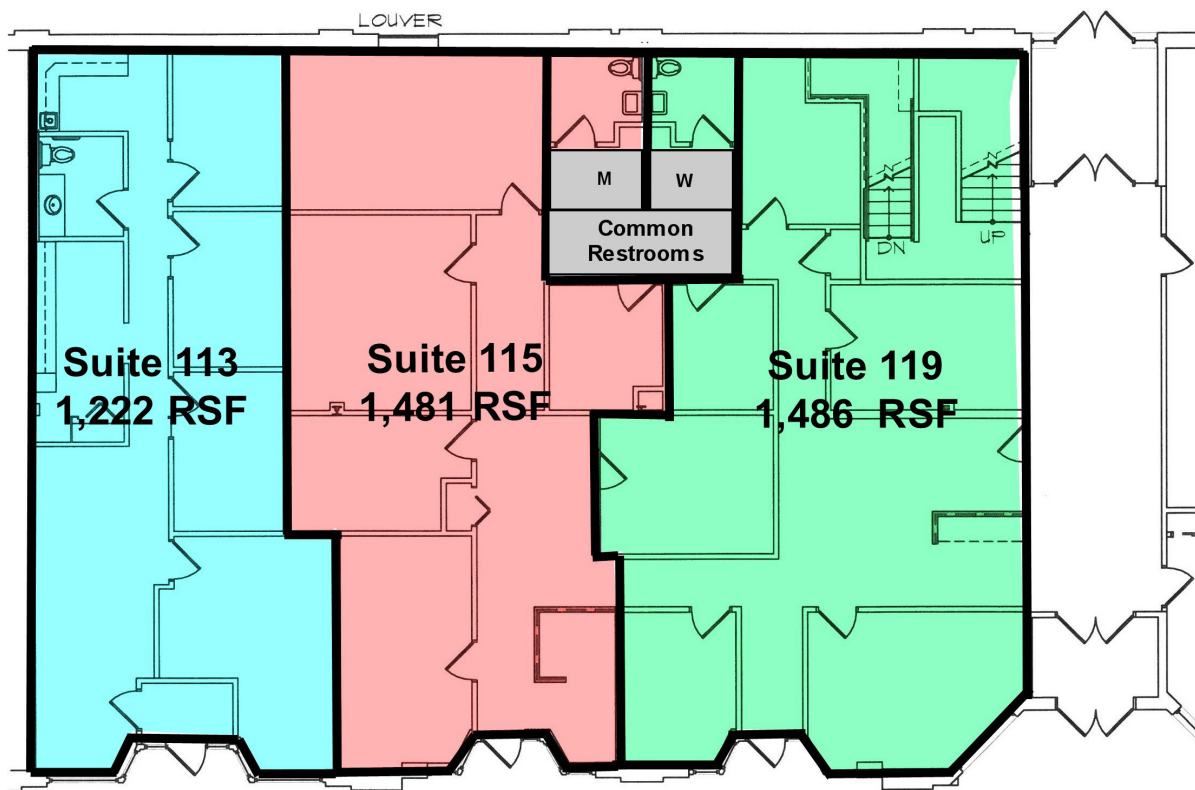 LOUVER
M
W
Common
Restrooms
DN
UP
Suite 113
1,222 RSF
Suite 115
1,481 RSF
Suite 119
1,486 RSF